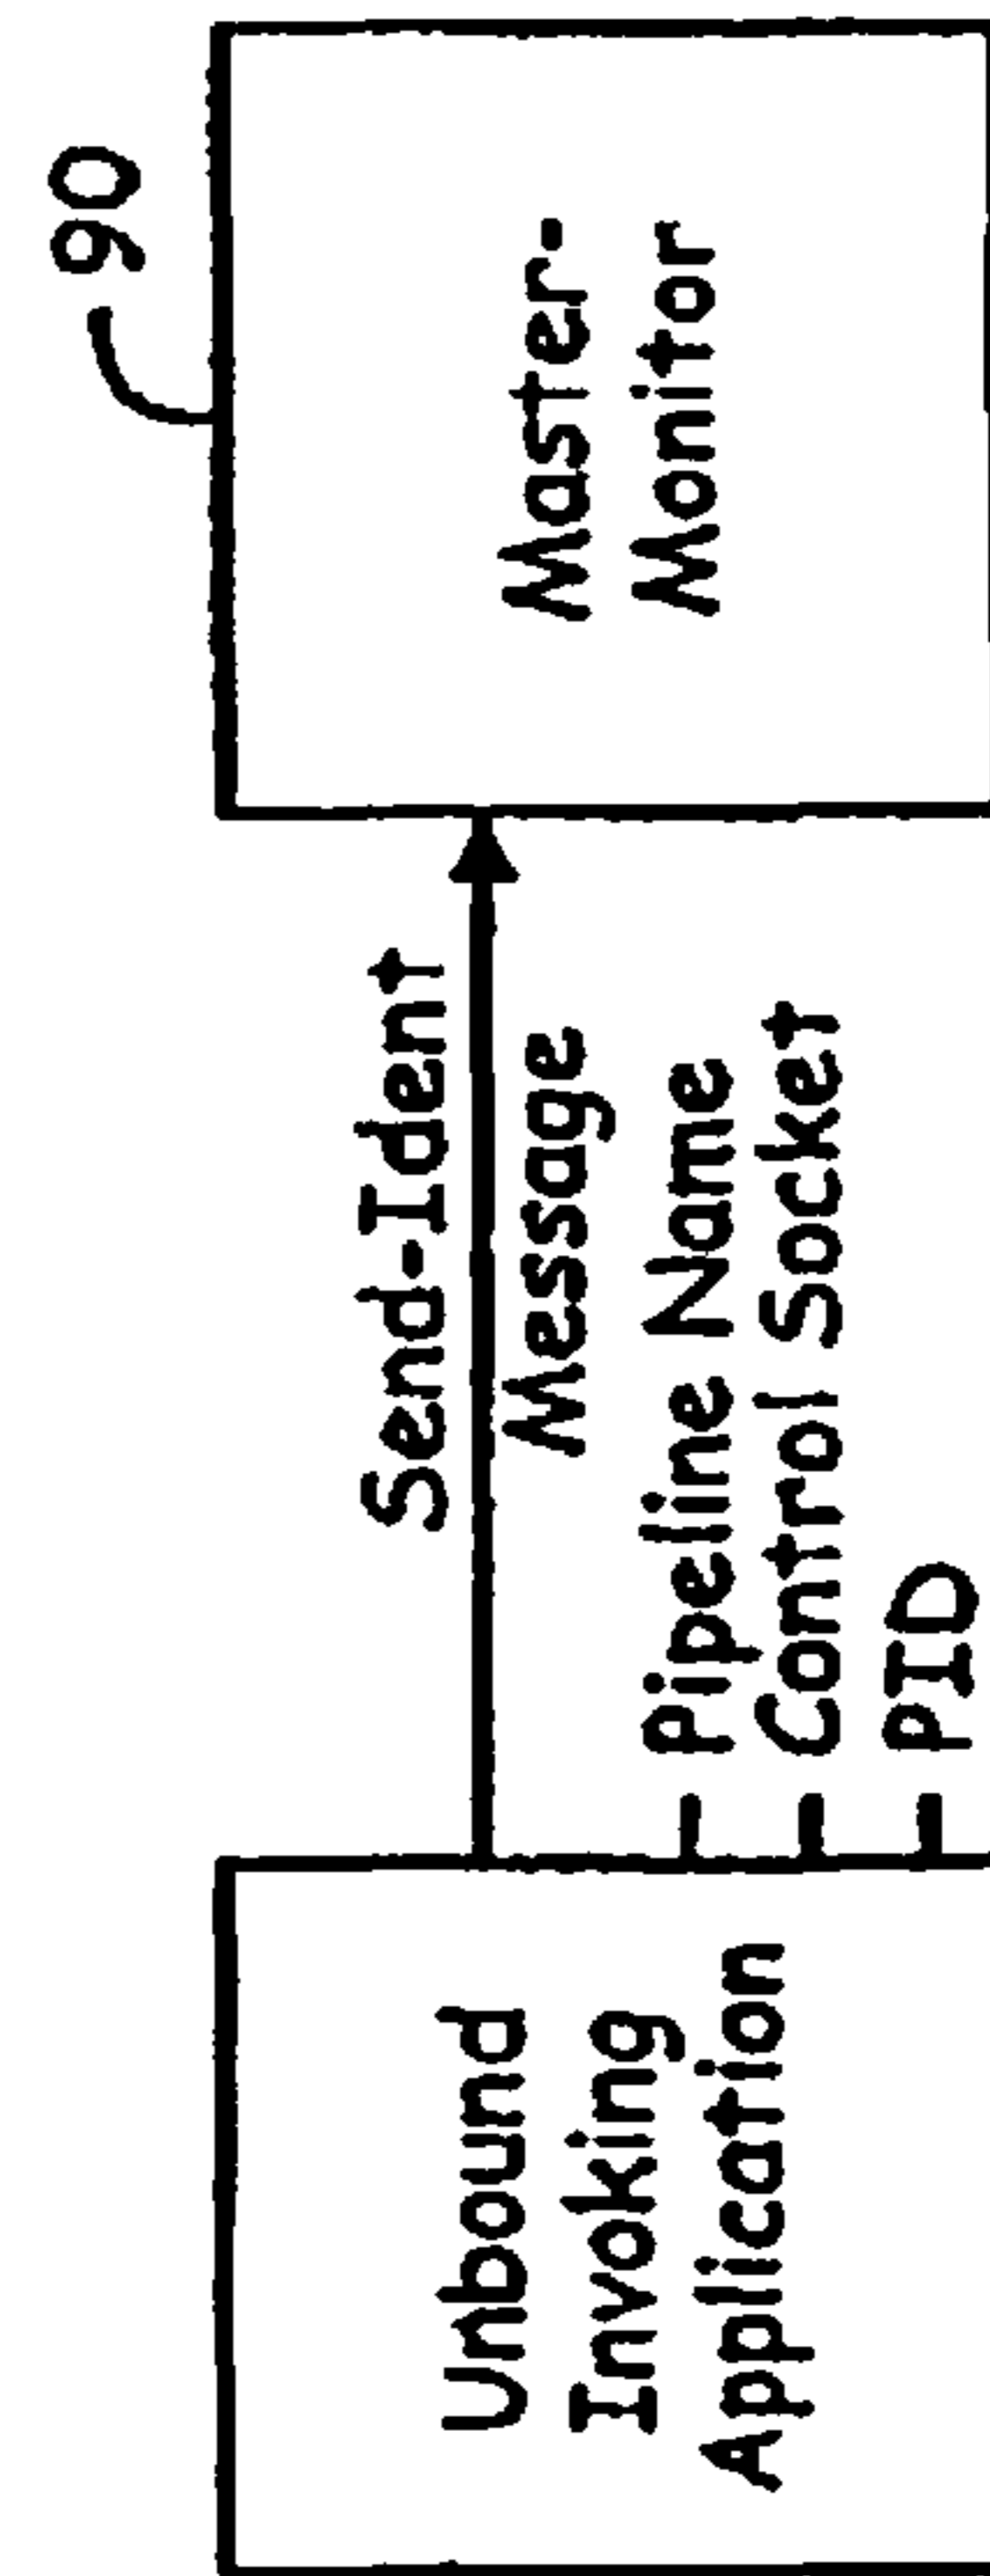 90
Unbound
Invoking
Application
Send-Ident
Message
- Pipeline Name
- Control Socket
- PID
Master-
Monitor